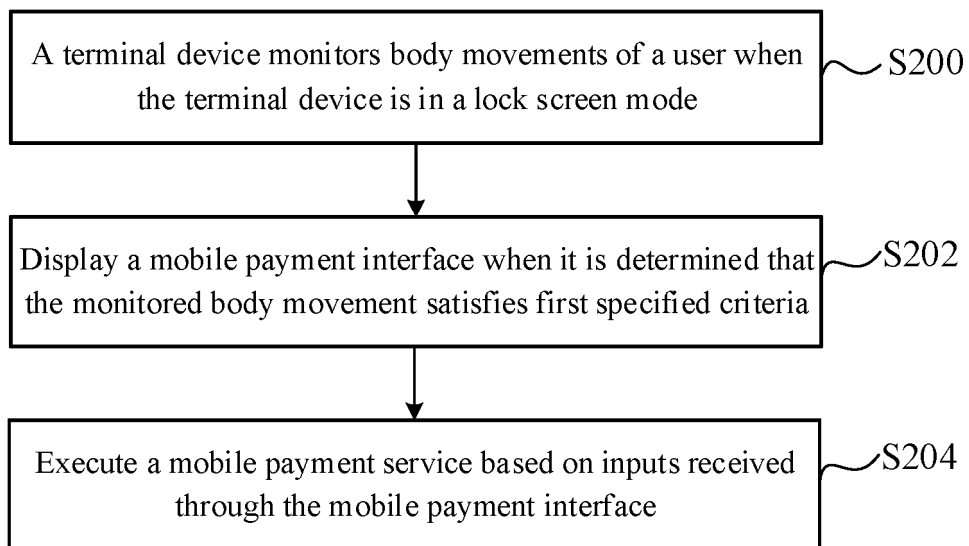 A terminal device monitors body movements of a user when
the terminal device is in a lock screen mode
S200
Display a mobile payment interface when it is determined that
the monitored body movement satisfies first specified criteria
S202
Execute a mobile payment service based on inputs received
through the mobile payment interface
S204